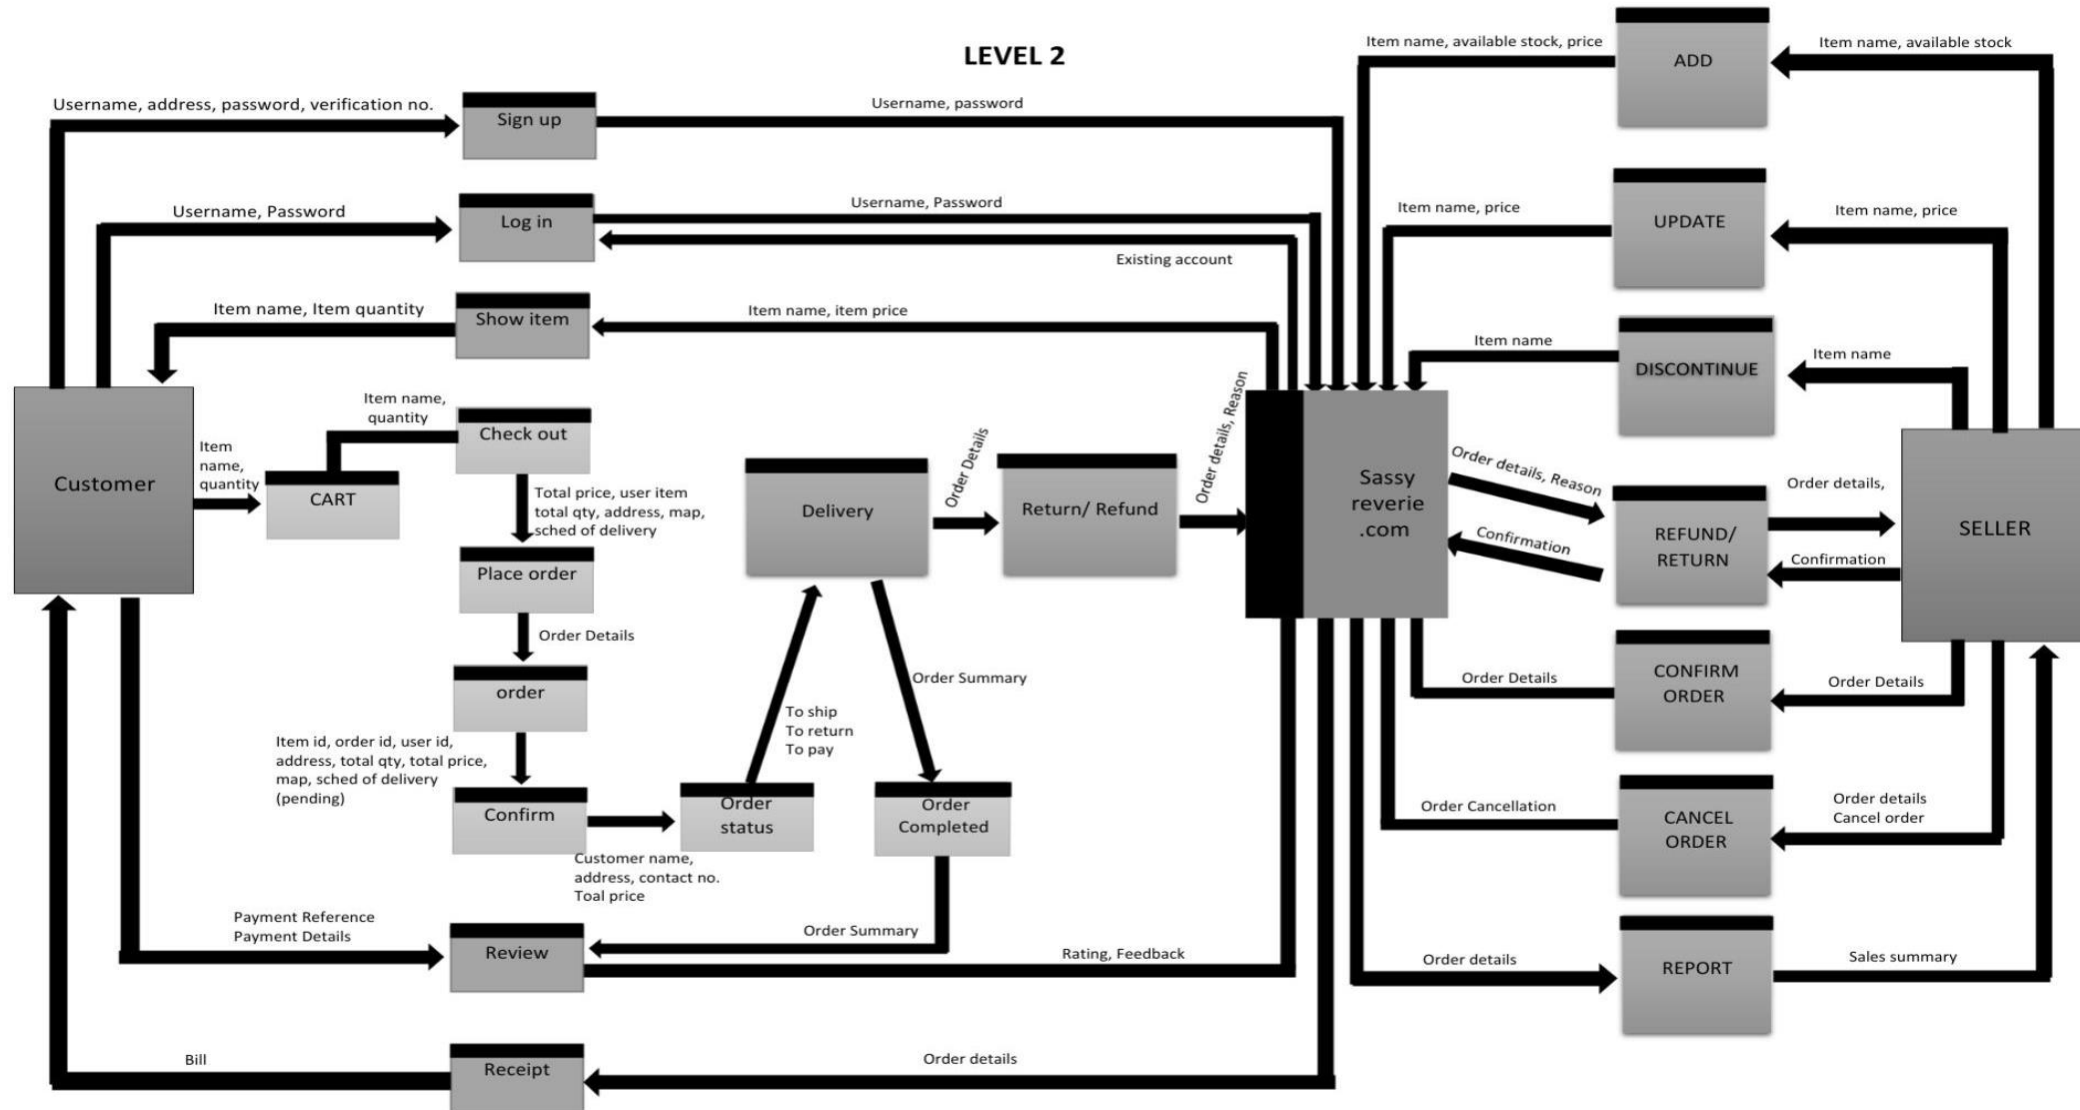 LEVEL 2
Username, address, password, verification no.
Sign up
Username, password
Username, Password
Log in
Username, Password
Existing account
Item name, Item quantity
Show item
Item name, item price
Customer
Item
name,
quantity
CART
Item name,
quantity
Check out
Total price, user item
total qty, address, map,
sched of delivery
Place order
Order Details
order
Item id, order id, user id,
address, total qty, total price,
map, sched of delivery
(pending)
Confirm
Customer name,
address, contact no.
Toal price
Order
status
To ship
To return
To pay
Delivery
Order Details
Return/ Refund
Order details, Reason
Order Summary
Order
Completed
Order Summary
Payment Reference
Payment Details
Review
Rating, Feedback
Bill
Receipt
Order details
Sassy
reverie
.com
Item name, available stock, price
ADD
Item name, available stock
Item name, price
UPDATE
Item name, price
Item name
DISCONTINUE
Item name
Order details, Reason
Confirmation
REFUND/
RETURN
Order details,
Confirmation
SELLER
Order Details
CONFIRM
ORDER
Order Details
Order Cancellation
CANCEL
ORDER
Order details
Cancel order
Order details
REPORT
Sales summary